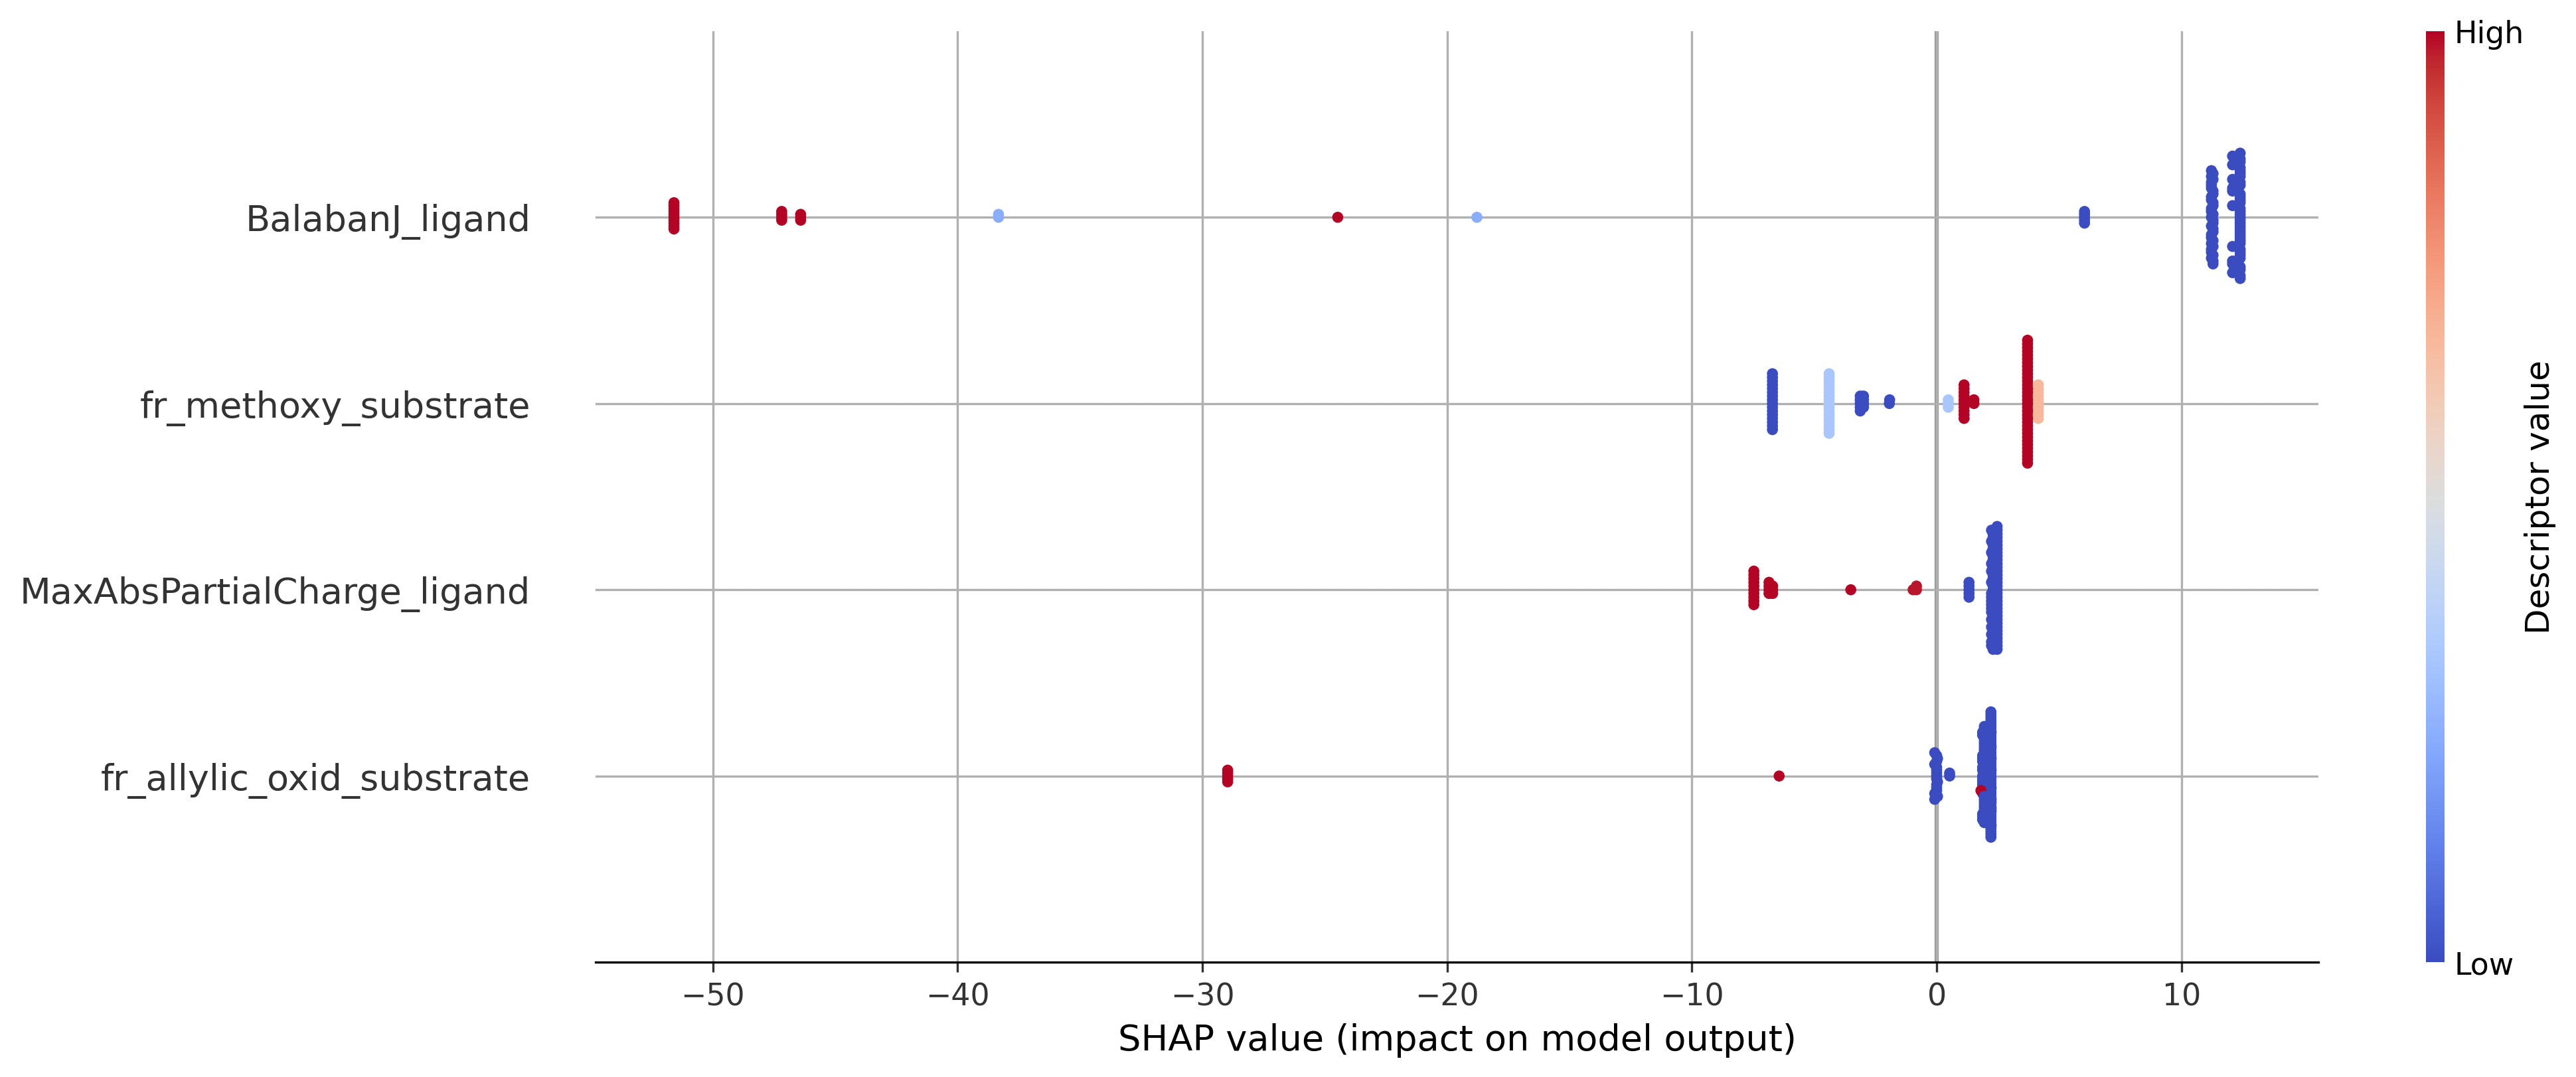 High
BalabanJ_ligand
fr_methoxy_substrate
MaxAbsPartialCharge_ligand
fr_allylic_oxid_substrate
Descriptor value
Low
−50 −40 −30 −20 −10 0 10
SHAP value (impact on model output)